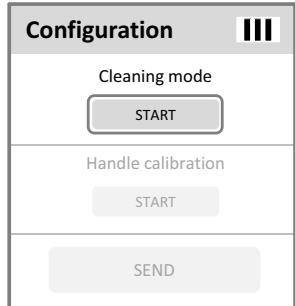 Configuration
Cleaning mode
START
Handle calibration
START
SEND